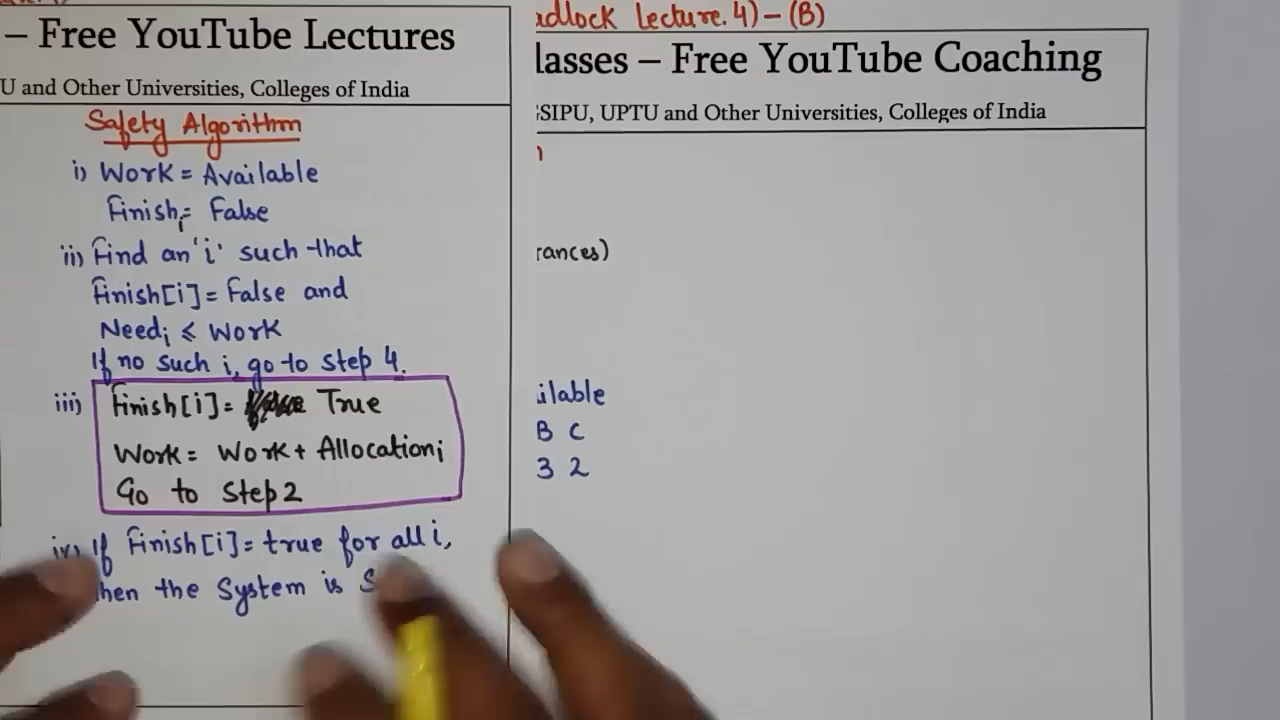 – Free YouTube Lectures
U and Other Universities, Colleges of India
Safety Algorithm
i) Work = Available
Finishi = False
ii) Find an 'i' such that
Finish[i] = False and
Needi ≤ Work
If no such i, go to step 4.
iii) Finish[i] = True
Work = Work + Allocationi
Go to Step 2
iv) If Finish[i] = true for all i,
then the System is
adlock Lecture. 4) – (B)
lasses – Free YouTube Coaching
GSIPU, UPTU and Other Universities, Colleges of India
)
rances)
ilable
B C
3 2